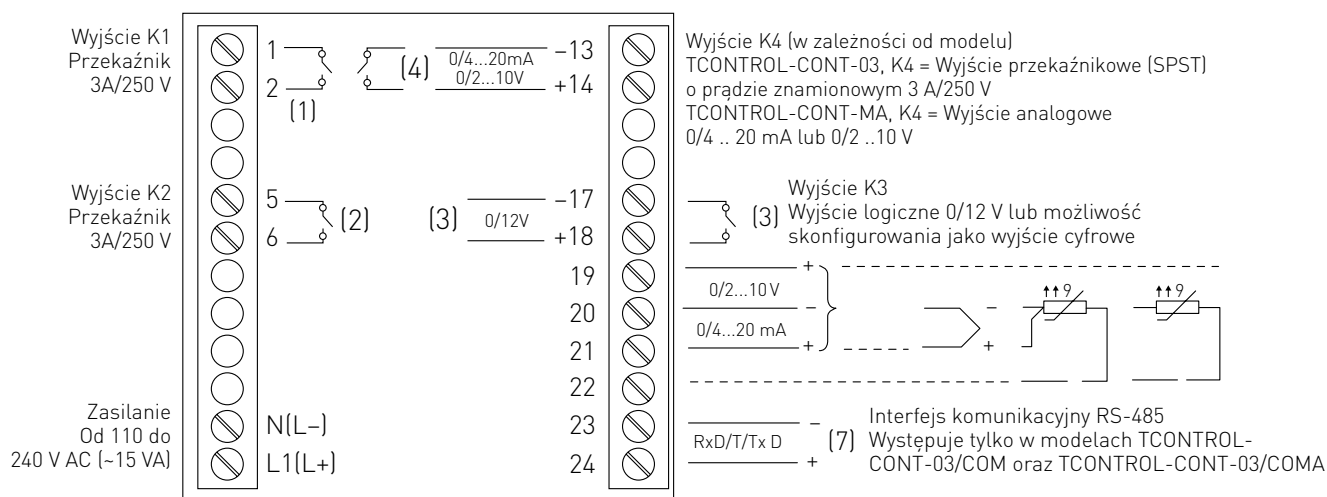 Wyjście K1
Przekaźnik
3A/250 V
1
2
(1)
(4)
0/4...20mA
0/2...10V
–13
+14
Wyjście K4 (w zależności od modelu)
TCONTROL-CONT-03, K4 = Wyjście przekaźnikowe (SPST)
o prądzie znamionowym 3 A/250 V
TCONTROL-CONT-MA, K4 = Wyjście analogowe
0/4 .. 20 mA lub 0/2 ..10 V
Wyjście K2
Przekaźnik
3A/250 V
5
6
(2)
(3)
0/12V
–17
+18
(3)
Wyjście K3
Wyjście logiczne 0/12 V lub możliwość
skonfigurowania jako wyjście cyfrowe
19
20
21
22
+
0/2...10 V
–
0/4...20 mA
+
–
+
9
9
Zasilanie
Od 110 do
240 V AC (~15 VA)
N(L–)
L1(L+)
23
24
–
RxD/T/Tx D
+
(7)
Interfejs komunikacyjny RS-485
Występuje tylko w modelach TCONTROL-
CONT-03/COM oraz TCONTROL-CONT-03/COMA